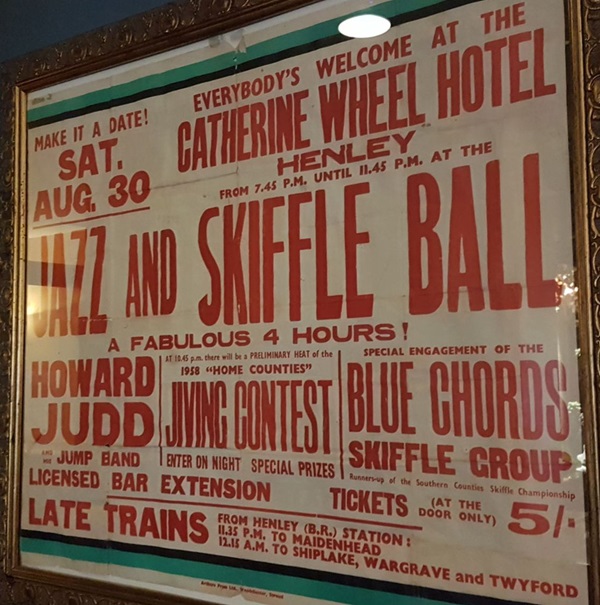 EVERYBODY'S WELCOME AT THE
MAKE IT A DATE!
SAT.
AUG. 30
CATHERINE WHEEL HOTEL
HENLEY
FROM 7.45 P.M. UNTIL 11.45 P.M. AT THE
JAZZ AND SKIFFLE BALL
A FABULOUS 4 HOURS!
HOWARD
JUDD
AND HIS JUMP BAND
AT 10.45 p.m. there will be a PRELIMINARY HEAT of the
1958 "HOME COUNTIES"
JIVING CONTEST
ENTER ON NIGHT SPECIAL PRIZES
SPECIAL ENGAGEMENT OF THE
BLUE CHORDS
SKIFFLE GROUP
Runners-up of the Southern Counties Skiffle Championship
LICENSED BAR EXTENSION
TICKETS (AT THE DOOR ONLY) 5/-
LATE TRAINS
FROM HENLEY (B.R.) STATION:
11.35 P.M. TO MAIDENHEAD
12.15 A.M. TO SHIPLAKE, WARGRAVE and TWYFORD